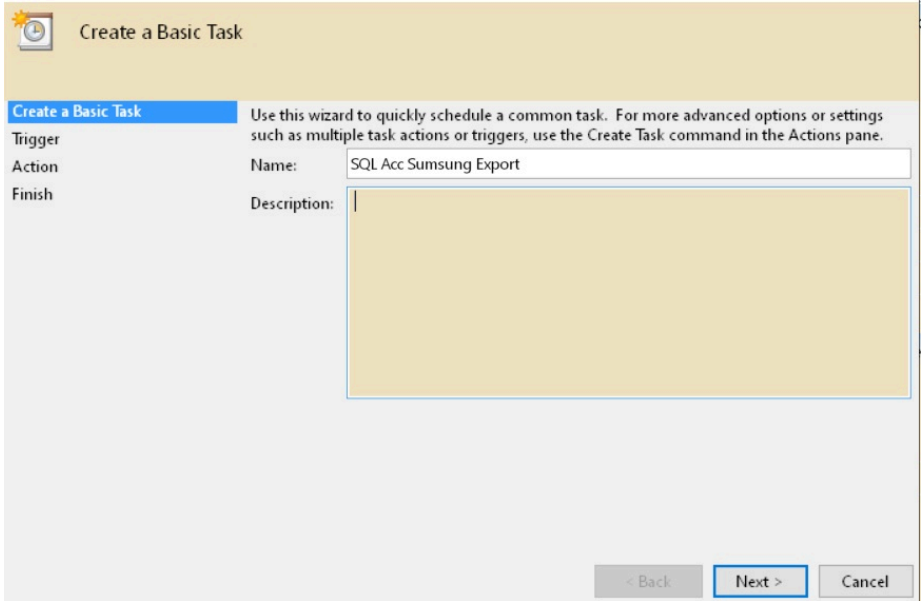 Create a Basic Task
Create a Basic Task
Trigger
Action
Finish
Use this wizard to quickly schedule a common task.  For more advanced options or settings
such as multiple task actions or triggers, use the Create Task command in the Actions pane.
Name: SQL Acc Sumsung Export
Description:
< Back Next > Cancel